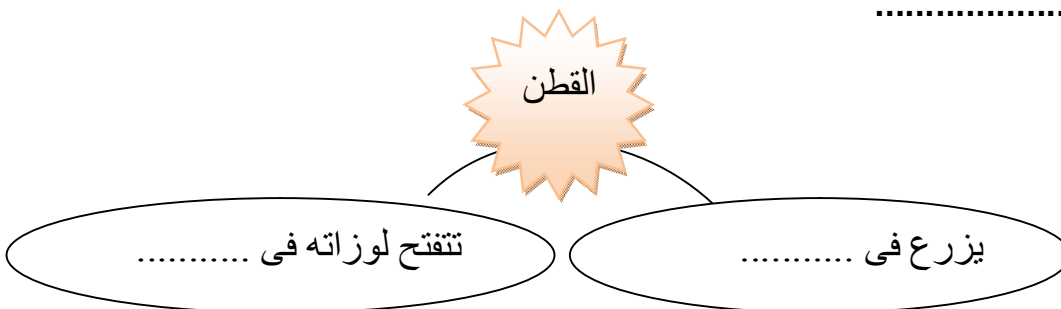 ...................
القطن
يزرع فى ...........
تتفتح لوزاته فى ...........